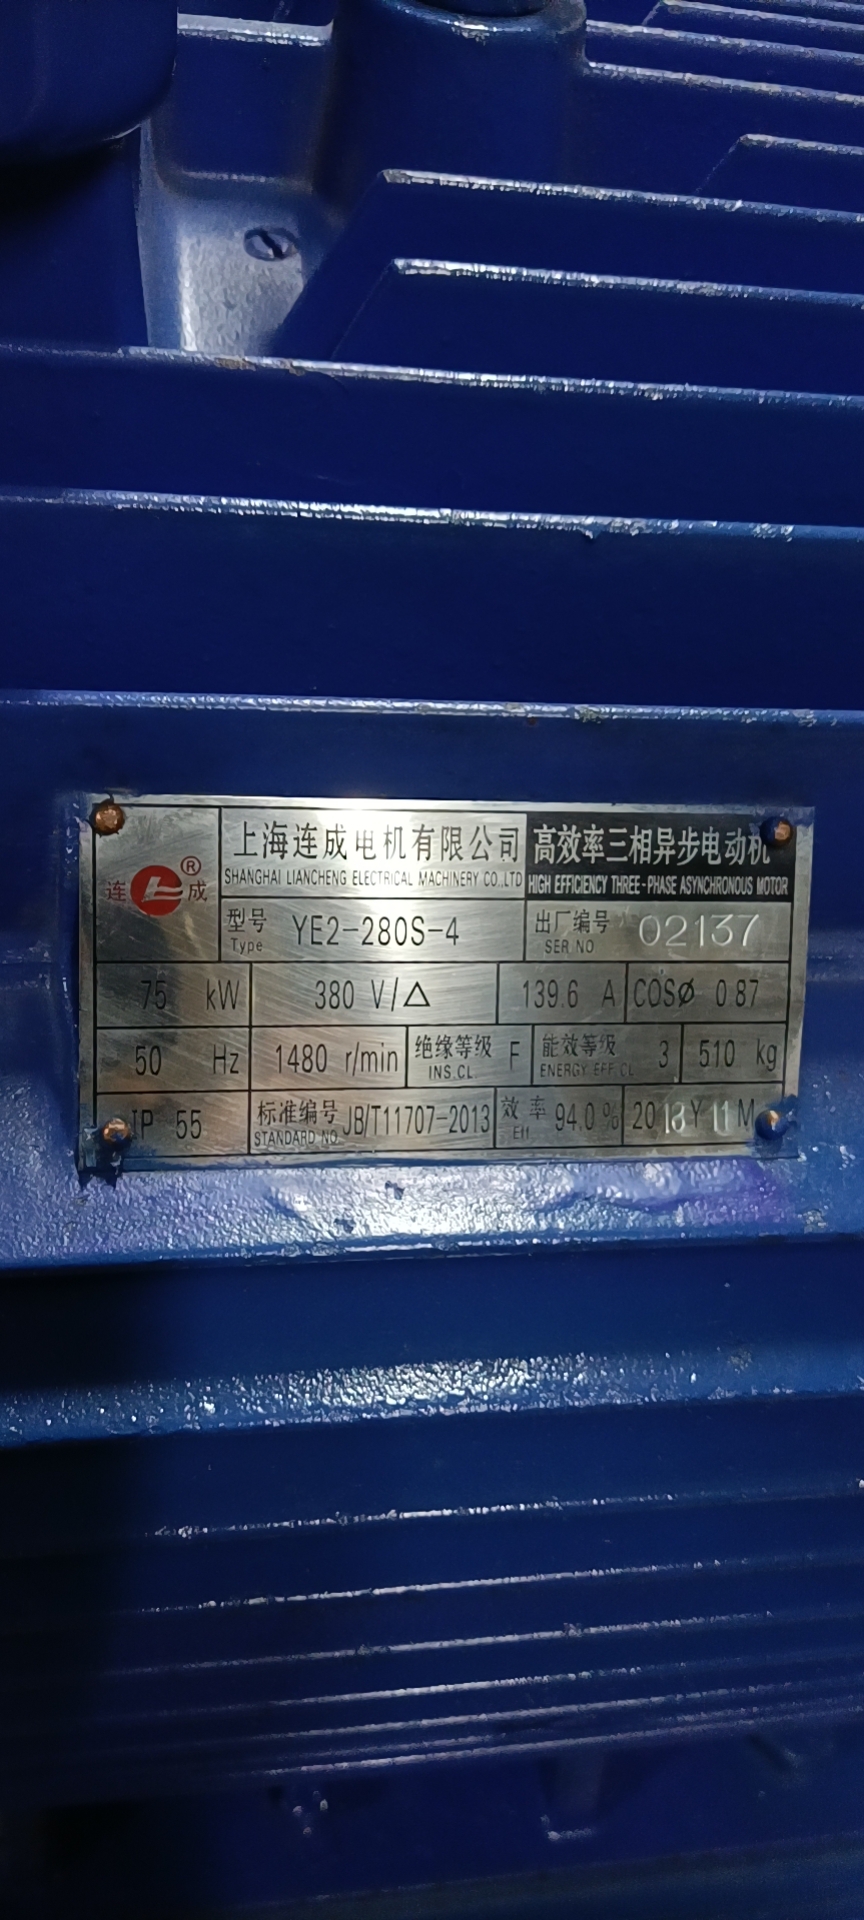 连 ® 成
上海连成电机有限公司
SHANGHAI LIANCHENG ELECTRICAL MACHINERY CO.,LTD
高效率三相异步电动机
HIGH EFFICIENCY THREE-PHASE ASYNCHRONOUS MOTOR
型号 Type YE2-280S-4
出厂编号 SER NO 02137
75 kW 380 V/△ 139.6 A COSØ 0 87
50 Hz 1480 r/min 绝缘等级 INS.CL. F 能效等级 ENERGY EFF.CL 3 510 kg
IP 55 标准编号 STANDARD NO. JB/T11707-2013 效率 Eff 94.0 % 20 Y 11 M